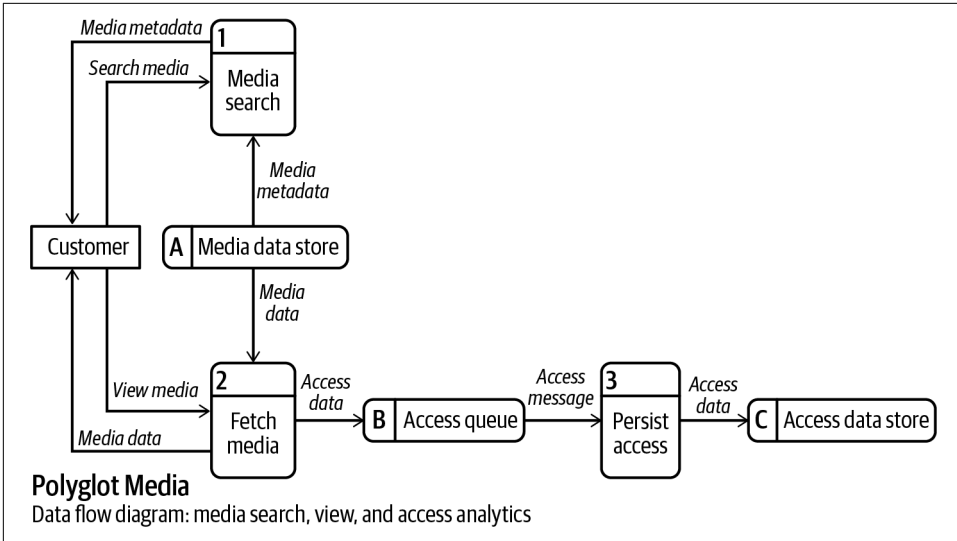 Media metadata
1
Search media
Media
search
Media
metadata
Customer
A
Media data store
Media
data
View media
2
Fetch
media
Media data
Access
data
B
Access queue
Access
message
3
Persist
access
Access
data
C
Access data store
Polyglot Media
Data flow diagram: media search, view, and access analytics